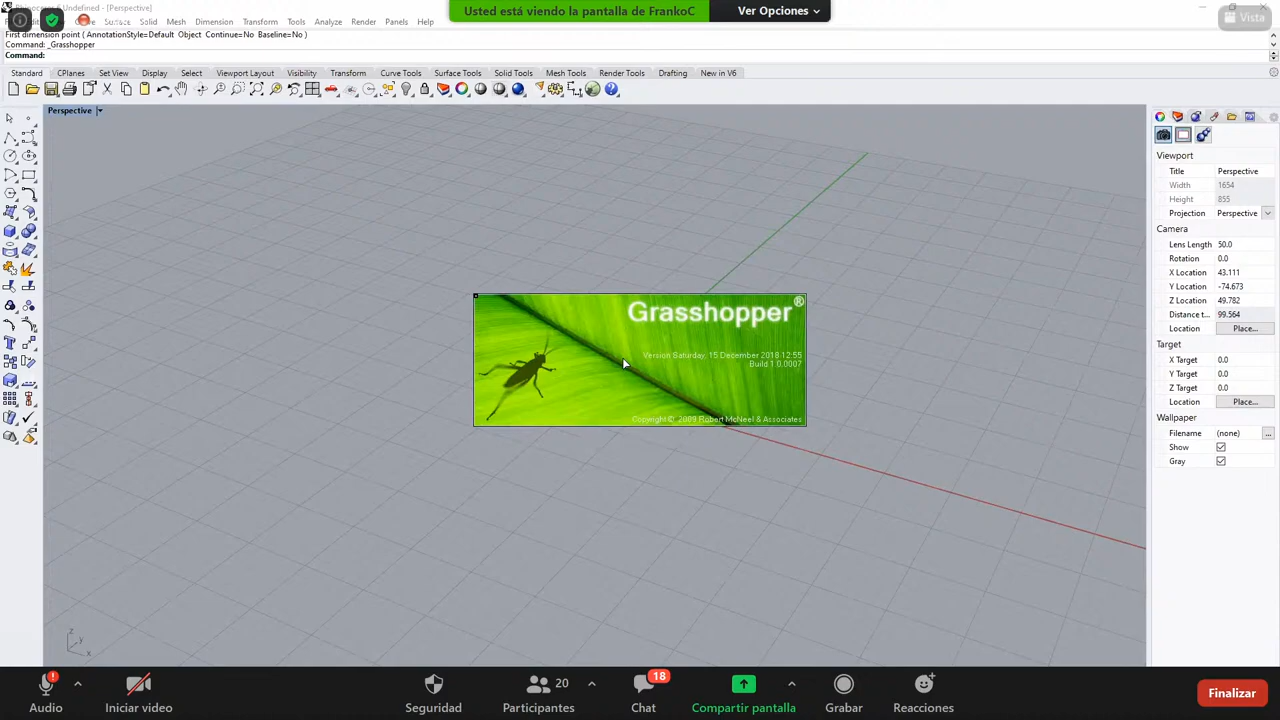 Rhinoceros 6 Undefined - [Perspective]
Usted está viendo la pantalla de FrankoC
Ver Opciones
Vista
Surface Solid Mesh Dimension Transform Tools Analyze Render Panels Help
First dimension point ( AnnotationStyle=Default Object Continue=No Baseline=No )
Command: _Grasshopper
Command:
Standard CPlanes Set View Display Select Viewport Layout Visibility Transform Curve Tools Surface Tools Solid Tools Mesh Tools Render Tools Drafting New in V6
Perspective
Grasshopper®
Version Saturday, 15 December 2018 12:55
Build 1.0.0007
Copyright © 2009 Robert McNeel & Associates
z
y
x
Viewport
Title Perspective
Width 1654
Height 855
Projection Perspective
Camera
Lens Length 50.0
Rotation 0.0
X Location 43.111
Y Location -74.673
Z Location 49.782
Distance t... 99.564
Location Place...
Target
X Target 0.0
Y Target 0.0
Z Target 0.0
Location Place...
Wallpaper
Filename (none) ...
Show
Gray
Audio
Iniciar video
Seguridad
20
Participantes
18
Chat
Compartir pantalla
Grabar
Reacciones
Finalizar